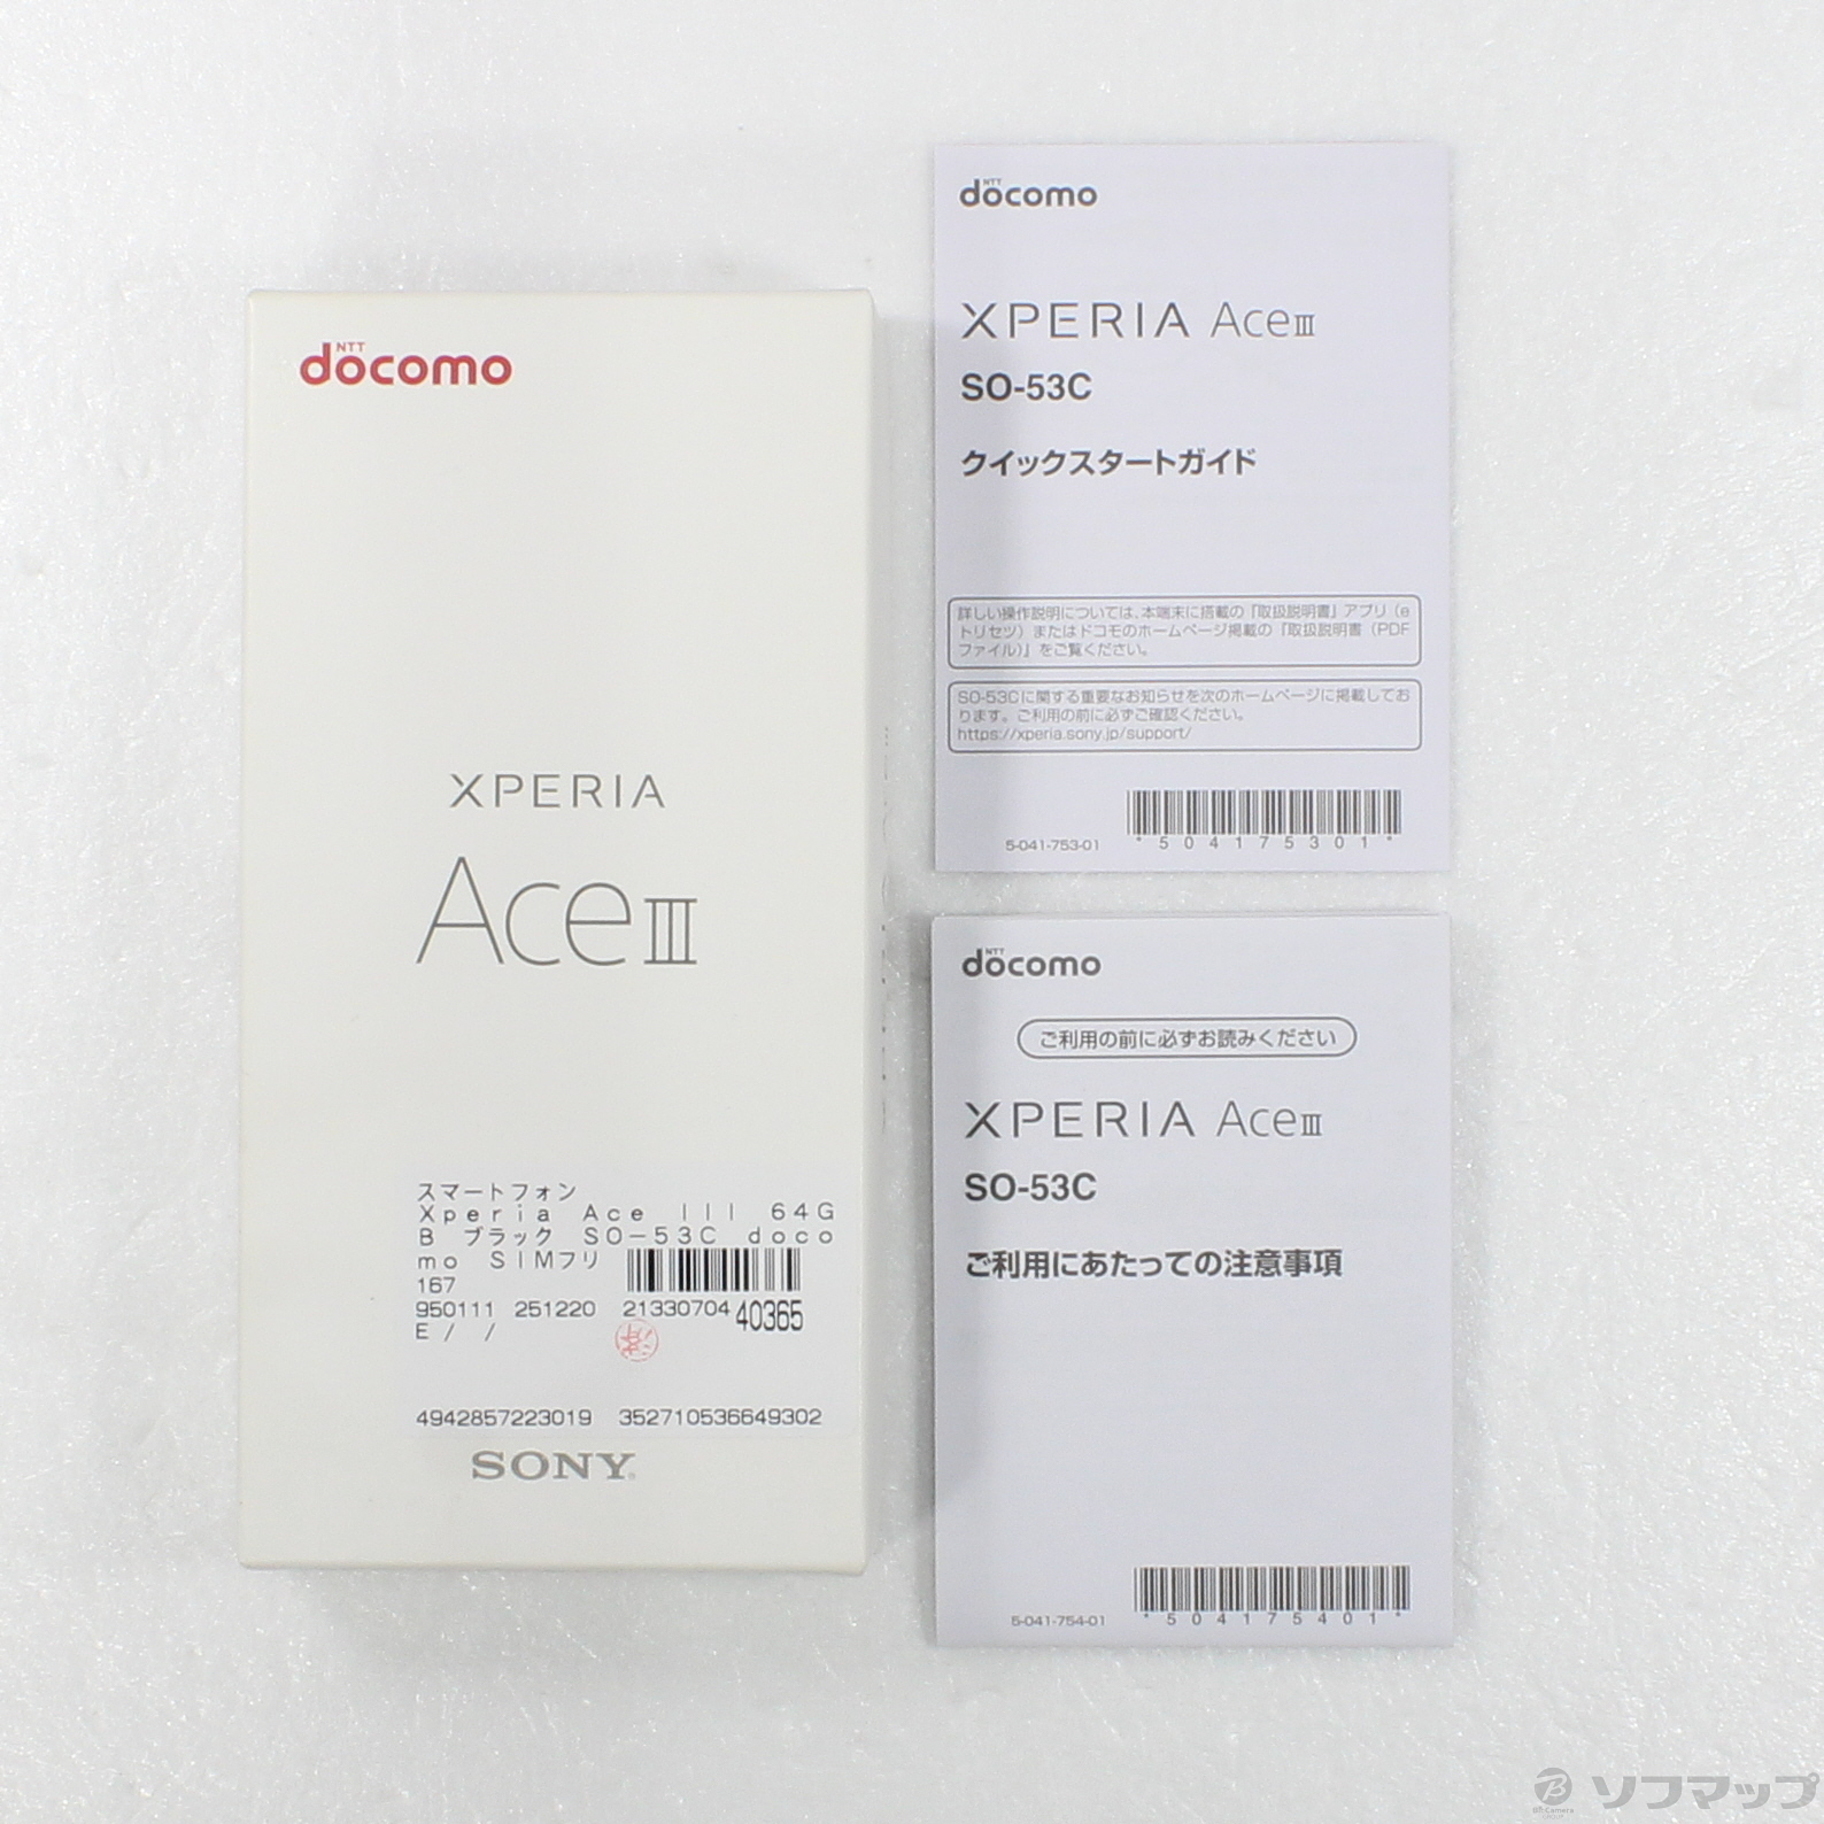 NTT
docomo
XPERIA
Ace III
スマートフォン
Xperia Ace III 64G
B ブラック SO-53C doco
mo SIMフリ
167
950111 251220 21330704 40365
E / /
済
4942857223019 352710536649302
SONY
NTT
docomo
XPERIA Ace III
SO-53C
クイックスタートガイド
詳しい操作説明については、本端末に搭載の『取扱説明書』アプリ(e
トリセツ)またはドコモのホームページ掲載の『取扱説明書(PDF
ファイル)』をご覧ください。
SO-53Cに関する重要なお知らせを次のホームページに掲載してお
ります。ご利用の前に必ずご確認ください。
https://xperia.sony.jp/support/
5-041-753-01
*504175301*
NTT
docomo
ご利用の前に必ずお読みください
XPERIA Ace III
SO-53C
ご利用にあたっての注意事項
5-041-754-01
*504175401*
Bic Camera
GROUP
ソフマップ